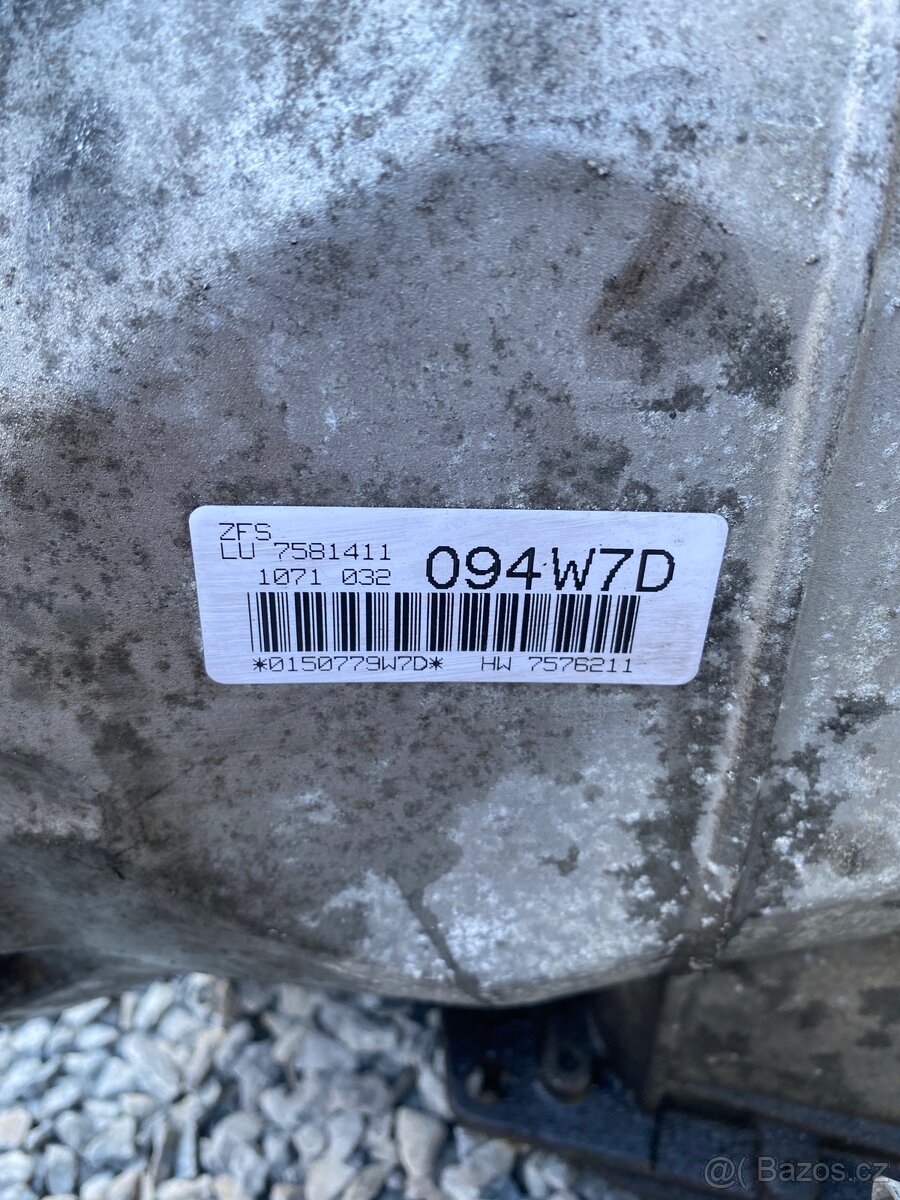 ZFS
LU 7581411
1071 032 094W7D
*0150779W7D* HW 7576211
@( Bazos.cz